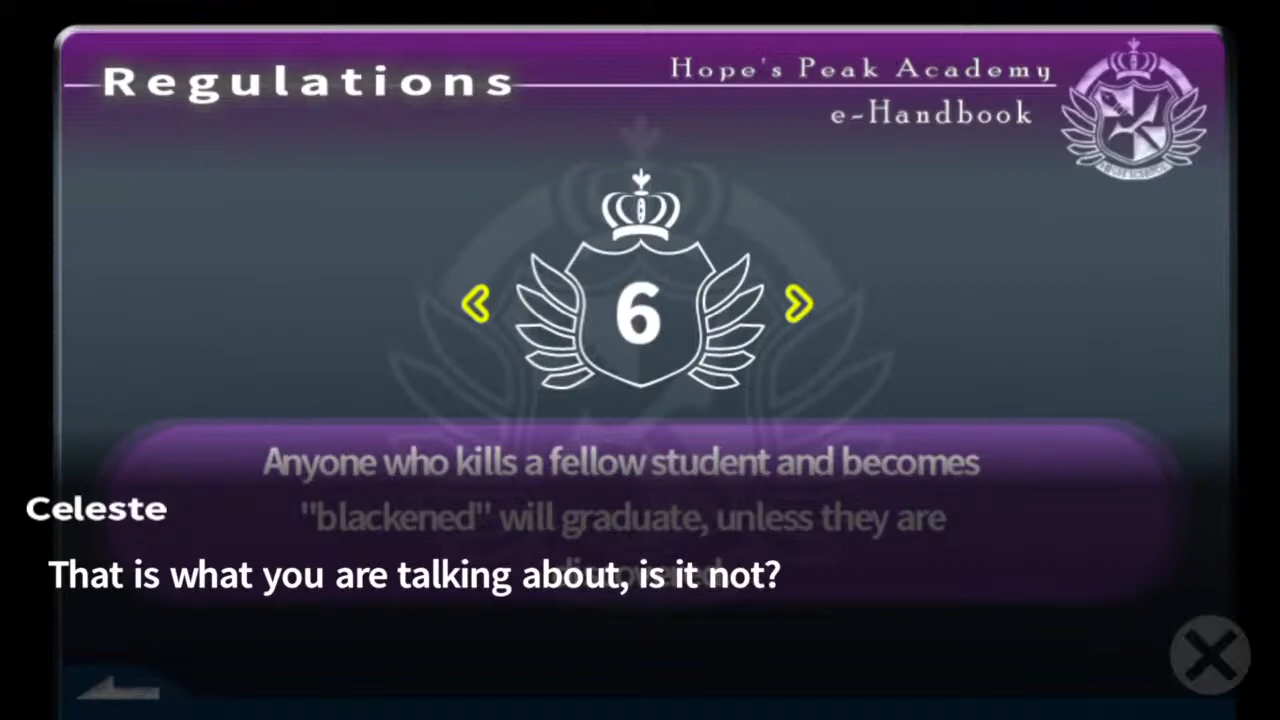 Regulations
Hope's Peak Academy
e-Handbook
6
Anyone who kills a fellow student and becomes
"blackened" will graduate, unless they are
Celeste
That is what you are talking about, is it not?